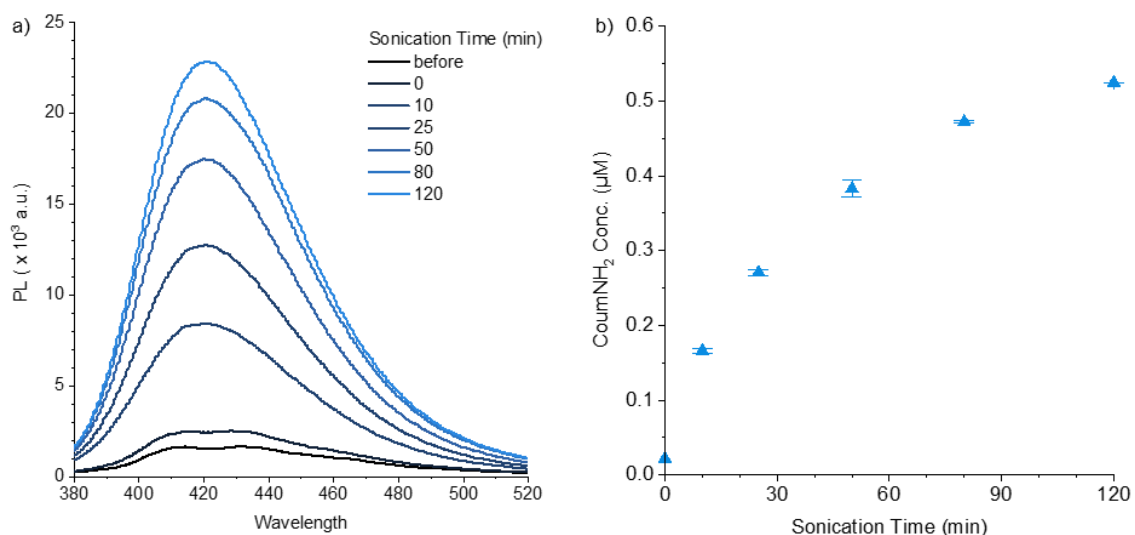 a)
25
20
15
10
5
0
PL ( x 10³ a.u.)
380 400 420 440 460 480 500 520
Wavelength
Sonication Time (min)
before
0
10
25
50
80
120
b)
0.6
0.5
0.4
0.3
0.2
0.1
0.0
CoumNH₂ Conc. (µM)
0 30 60 90 120
Sonication Time (min)